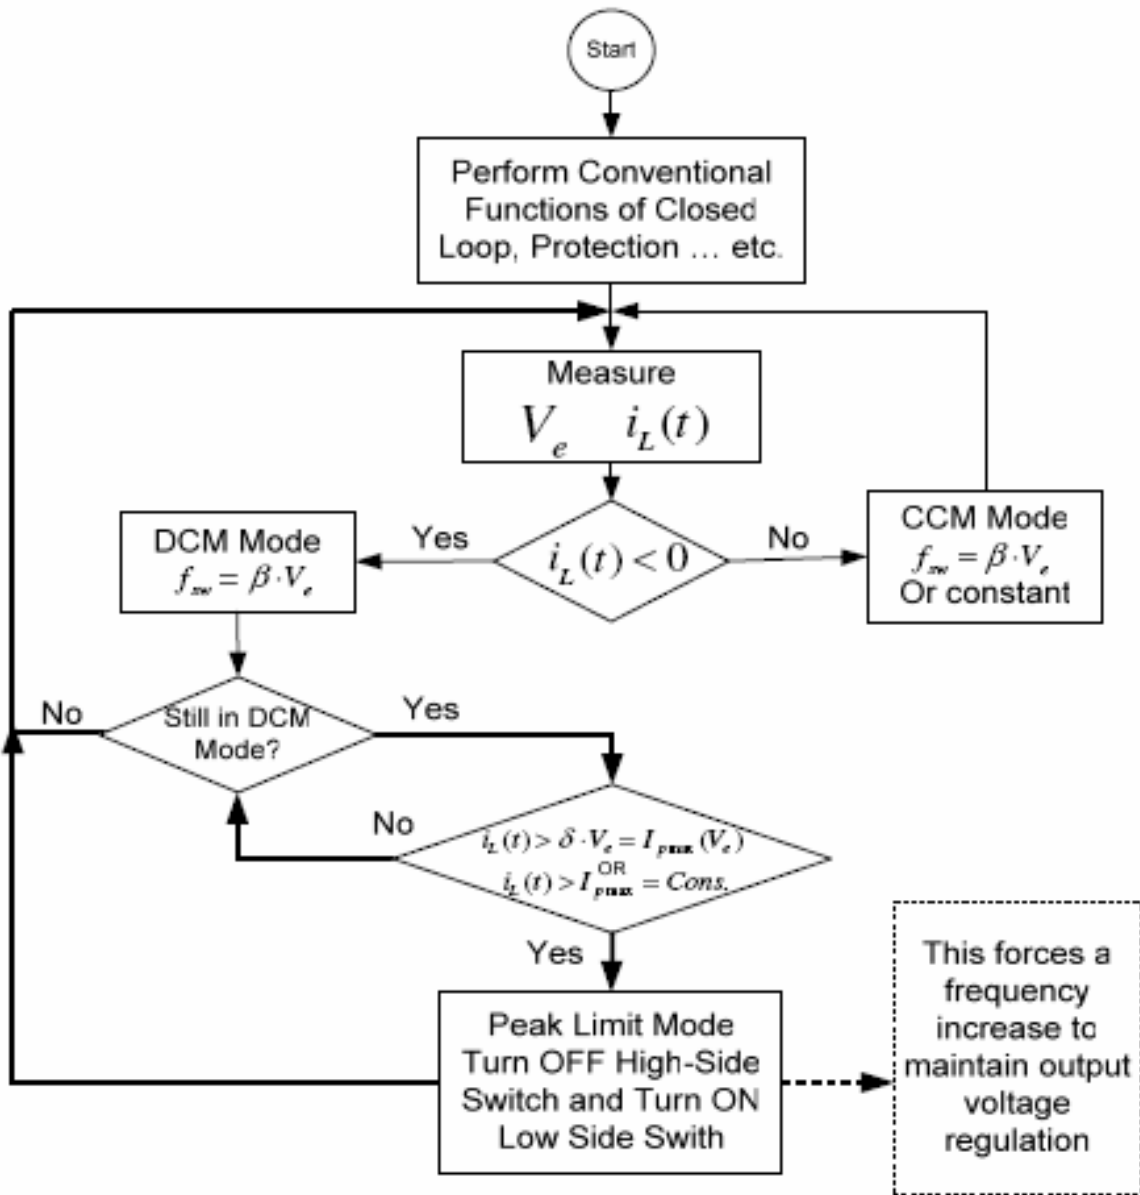 Start
Perform Conventional
Functions of Closed
Loop, Protection ... etc.
Measure
V_e i_L(t)
i_L(t) < 0
Yes
No
DCM Mode
f_sw = β · V_e
CCM Mode
f_sw = β · V_e
Or constant
Still in DCM
Mode?
No
Yes
i_L(t) > δ · V_e = I_pmax(V_e)
OR
i_L(t) > I_pmax = Cons.
No
Yes
Peak Limit Mode
Turn OFF High-Side
Switch and Turn ON
Low Side Swith
This forces a
frequency
increase to
maintain output
voltage
regulation